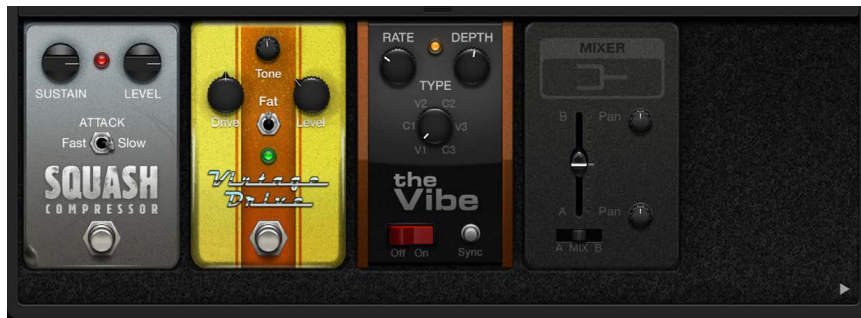 SUSTAIN LEVEL
ATTACK
Fast Slow
SQUASH
COMPRESSOR
Tone
Fat
Drive Level
Vintage
Drive
RATE DEPTH
TYPE
V2 C2
C1 V3
V1 C3
the
Vibe
Off On Sync
MIXER
B Pan
A Pan
A MIX B